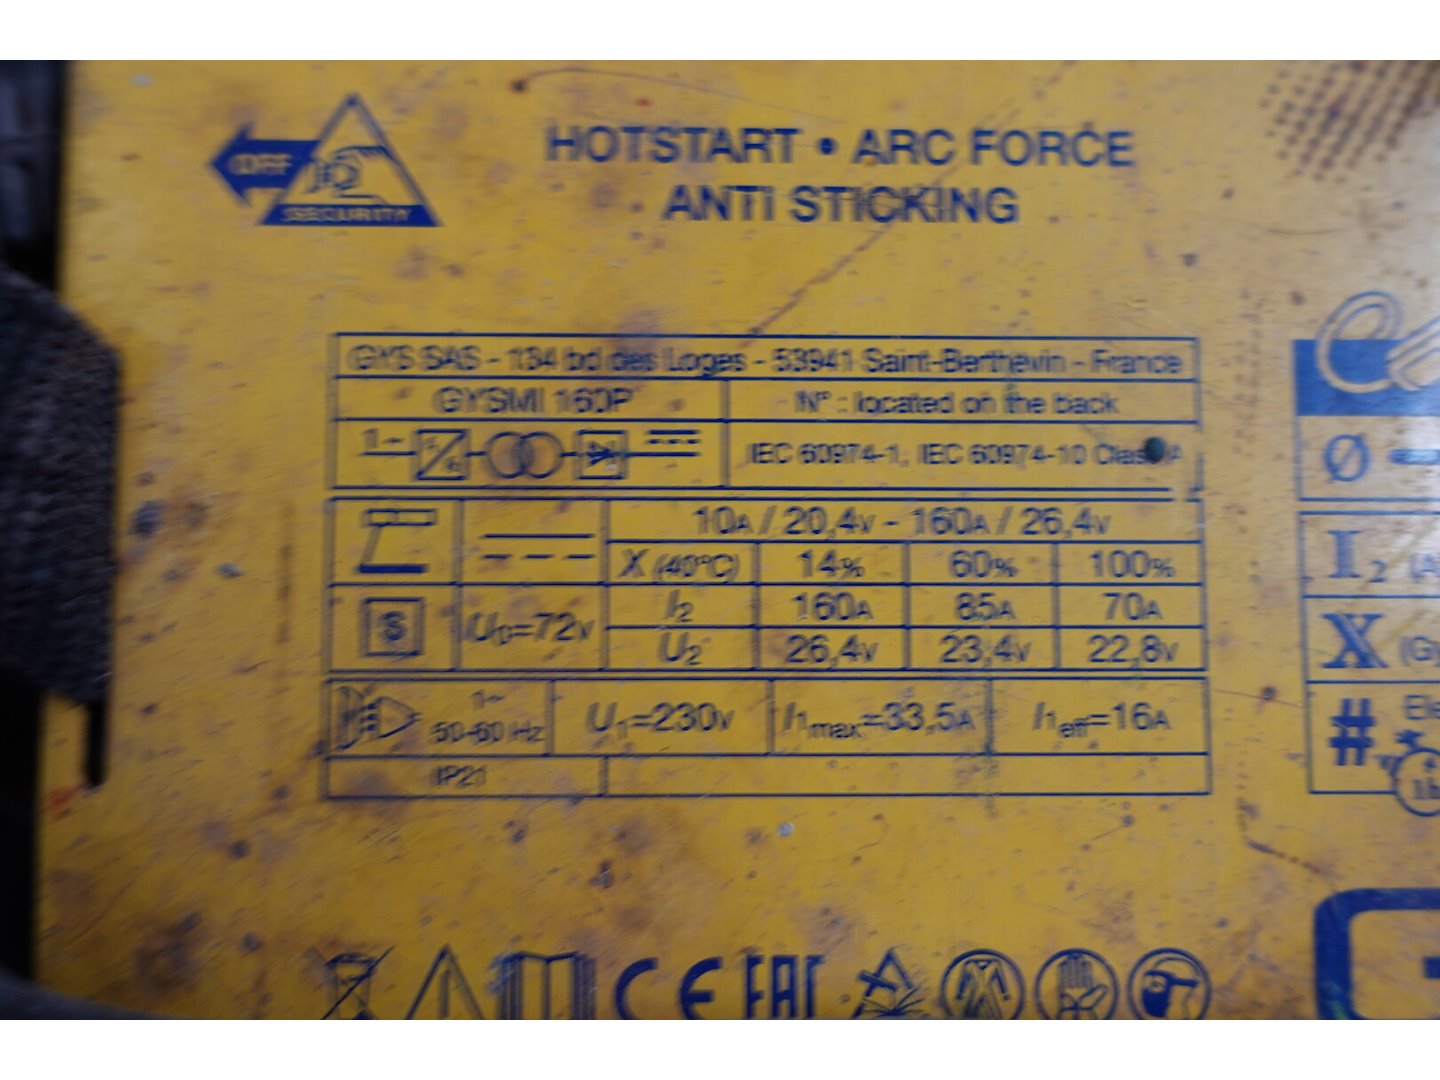 OFF
SECURITY
HOTSTART • ARC FORCE
ANTI STICKING
GYS SAS - 134 bd des Loges - 53941 Saint-Berthevin - France
GYSMI 160P
N° : located on the back
1~
IEC 60974-1, IEC 60974-10 Class A
10A / 20,4V - 160A / 26,4V
X (40°C) 14% 60% 100%
S
U0=72V
I2 160A 85A 70A
U2 26,4V 23,4V 22,8V
1~
50-60 Hz
U1=230V
I1max=33,5A
I1eff=16A
IP21
Ø
I2
X
#
1h
CE EAC